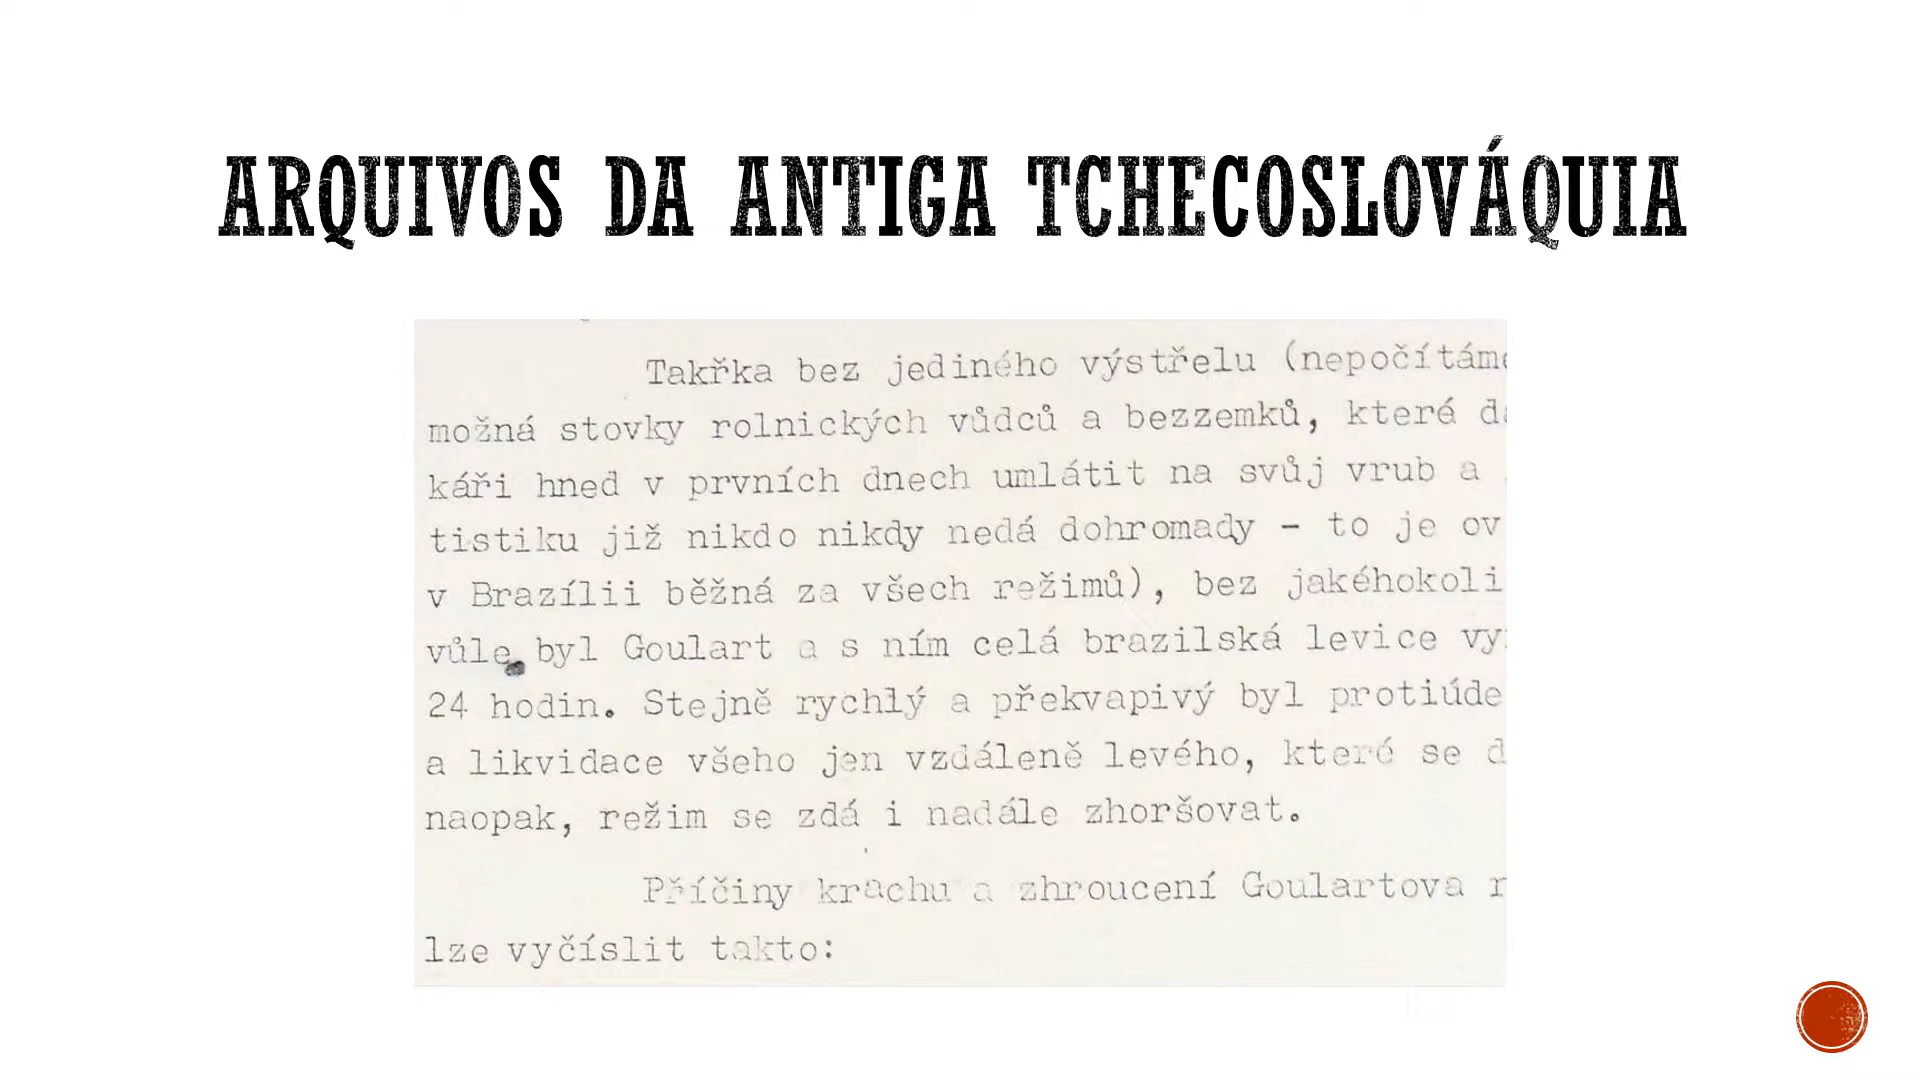 ARQUIVOS DA ANTIGA TCHECOSLOVÁQUIA
Takřka bez jediného výstřelu (nepočítáme
možná stovky rolnických vůdců a bezzemků, které
káři hned v prvních dnech umlátit na svůj vrub a
tistiku již nikdo nikdy nedá dohromady - to je ov
v Brazílii běžná za všech režimů), bez jakéhokoli
vůle byl Goulart a s ním celá brazilská levice
24 hodin. Stejně rychlý a překvapivý byl protiúde
a likvidace všeho jen vzdáleně levého, které se d
naopak, režim se zdá i nadále zhoršovat.
Příčiny krachu a zhroucení Goulartova r
lze vyčíslit takto: